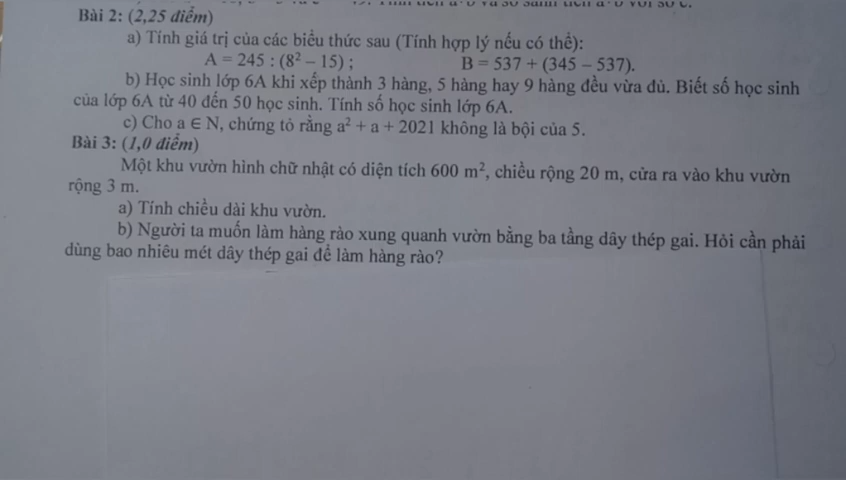 Bài 2: (2,25 điểm)
a) Tính giá trị của các biểu thức sau (Tính hợp lý nếu có thể):
A = 245 : (8² – 15) ; B = 537 + (345 – 537).
b) Học sinh lớp 6A khi xếp thành 3 hàng, 5 hàng hay 9 hàng đều vừa đủ. Biết số học sinh
của lớp 6A từ 40 đến 50 học sinh. Tính số học sinh lớp 6A.
c) Cho a ∈ N, chứng tỏ rằng a² + a + 2021 không là bội của 5.
Bài 3: (1,0 điểm)
Một khu vườn hình chữ nhật có diện tích 600 m², chiều rộng 20 m, cửa ra vào khu vườn
rộng 3 m.
a) Tính chiều dài khu vườn.
b) Người ta muốn làm hàng rào xung quanh vườn bằng ba tầng dây thép gai. Hỏi cần phải
dùng bao nhiêu mét dây thép gai để làm hàng rào?